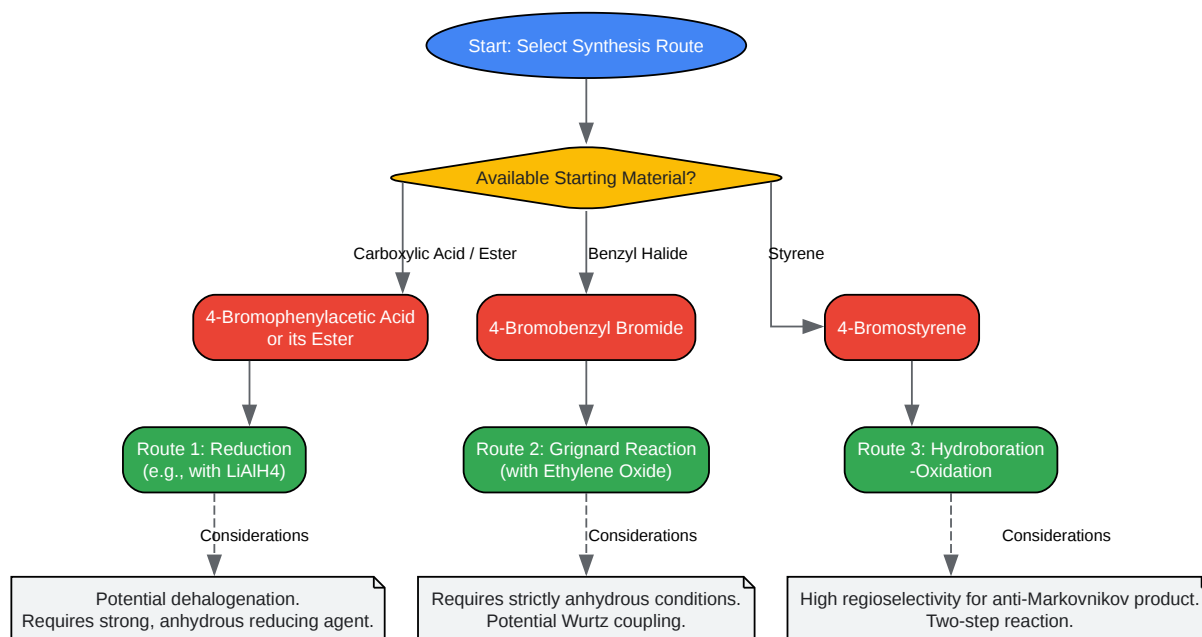 Start: Select Synthesis Route
Available Starting Material?
Carboxylic Acid / Ester
Benzyl Halide
Styrene
4-Bromophenylacetic Acid
or its Ester
4-Bromobenzyl Bromide
4-Bromostyrene
Route 1: Reduction
(e.g., with LiAlH4)
Route 2: Grignard Reaction
(with Ethylene Oxide)
Route 3: Hydroboration
-Oxidation
Considerations
Considerations
Considerations
Potential dehalogenation.
Requires strong, anhydrous reducing agent.
Requires strictly anhydrous conditions.
Potential Wurtz coupling.
High regioselectivity for anti-Markovnikov product.
Two-step reaction.